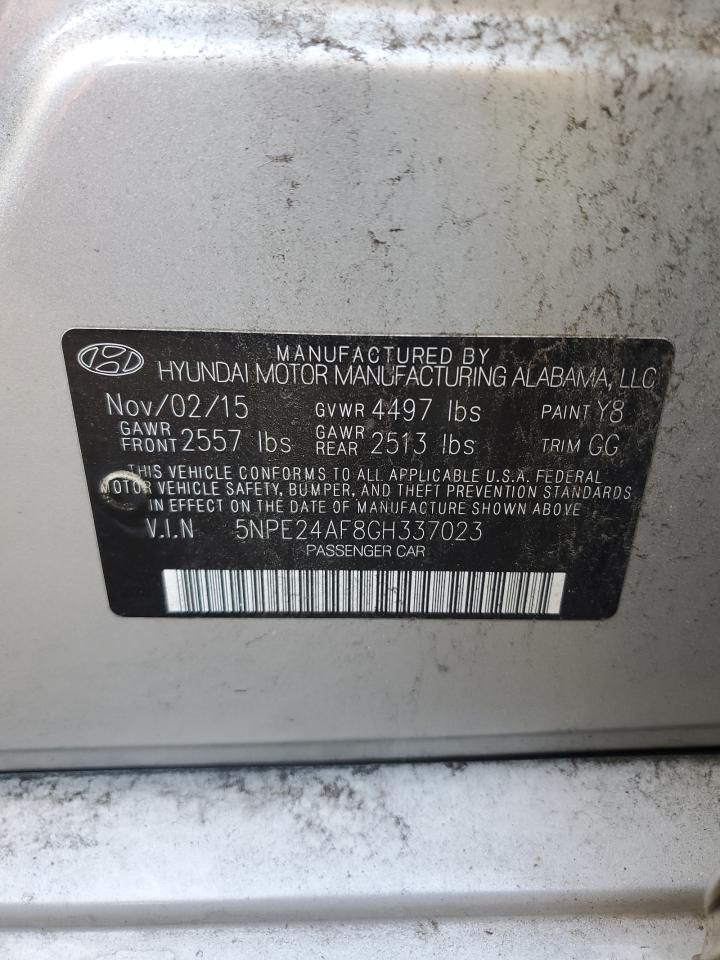 MANUFACTURED BY
HYUNDAI MOTOR MANUFACTURING ALABAMA, LLC
Nov/02/15 GVWR 4497 lbs PAINT Y8
GAWR FRONT 2557 lbs GAWR REAR 2513 lbs TRIM GG
THIS VEHICLE CONFORMS TO ALL APPLICABLE U.S.A. FEDERAL
MOTOR VEHICLE SAFETY, BUMPER, AND THEFT PREVENTION STANDARDS
IN EFFECT ON THE DATE OF MANUFACTURE SHOWN ABOVE
V.I.N 5NPE24AF8GH337023
PASSENGER CAR